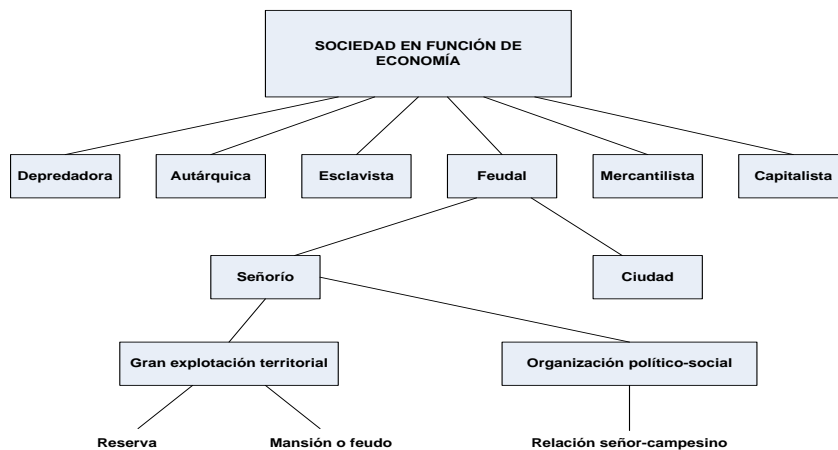 SOCIEDAD EN FUNCIÓN DE
ECONOMÍA
Depredadora
Autárquica
Esclavista
Feudal
Mercantilista
Capitalista
Señorío
Ciudad
Gran explotación territorial
Organización político-social
Reserva
Mansión o feudo
Relación señor-campesino